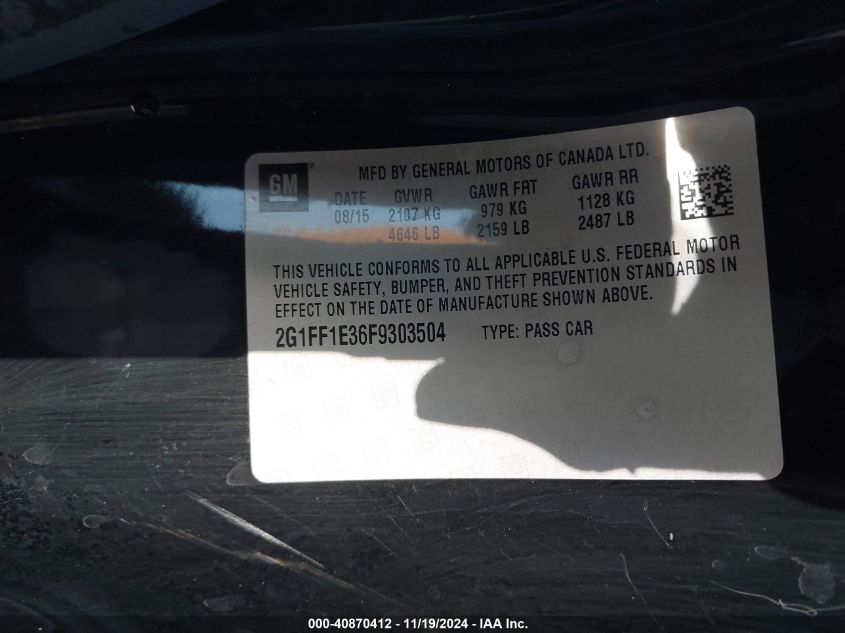 GM
MFD BY GENERAL MOTORS OF CANADA LTD.
DATE GVWR GAWR FRT GAWR RR
08/15 2107 KG 979 KG 1128 KG
4646 LB 2159 LB 2487 LB
THIS VEHICLE CONFORMS TO ALL APPLICABLE U.S. FEDERAL MOTOR
VEHICLE SAFETY, BUMPER, AND THEFT PREVENTION STANDARDS IN
EFFECT ON THE DATE OF MANUFACTURE SHOWN ABOVE.
2G1FF1E36F9303504 TYPE: PASS CAR
000-40870412 - 11/19/2024 - IAA Inc.